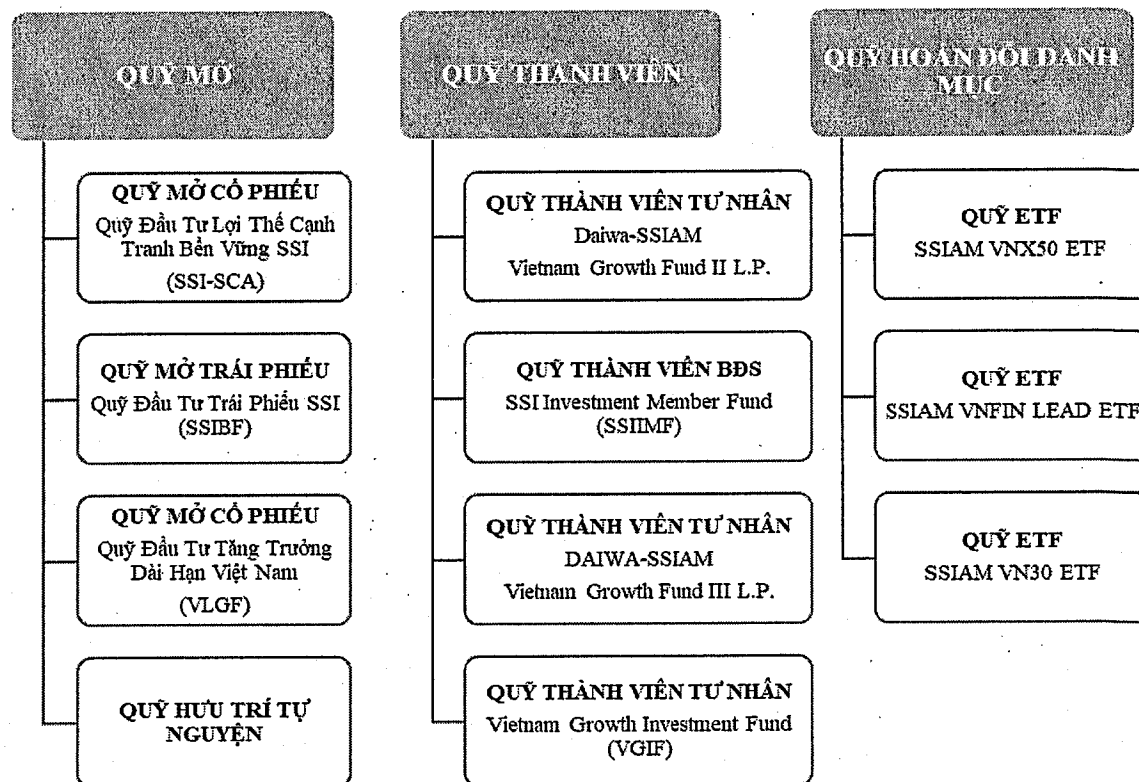 QUỸ MỞ
QUỸ MỞ CỔ PHIẾU
Quỹ Đầu Tư Lợi Thế Cạnh
Tranh Bền Vững SSI
(SSI-SCA)
QUỸ MỞ TRÁI PHIẾU
Quỹ Đầu Tư Trái Phiếu SSI
(SSIBF)
QUỸ MỞ CỔ PHIẾU
Quỹ Đầu Tư Tăng Trưởng
Dài Hạn Việt Nam
(VLGF)
QUỸ HƯU TRÍ TỰ
NGUYỆN
QUỸ THÀNH VIÊN
QUỸ THÀNH VIÊN TƯ NHÂN
Daiwa-SSIAM
Vietnam Growth Fund II L.P.
QUỸ THÀNH VIÊN BĐS
SSI Investment Member Fund
(SSIIMF)
QUỸ THÀNH VIÊN TƯ NHÂN
DAIWA-SSIAM
Vietnam Growth Fund III L.P.
QUỸ THÀNH VIÊN TƯ NHÂN
Vietnam Growth Investment Fund
(VGIF)
QUỸ HOÁN ĐỔI DANH
MỤC
QUỸ ETF
SSIAM VNX50 ETF
QUỸ ETF
SSIAM VNFIN LEAD ETF
QUỸ ETF
SSIAM VN30 ETF